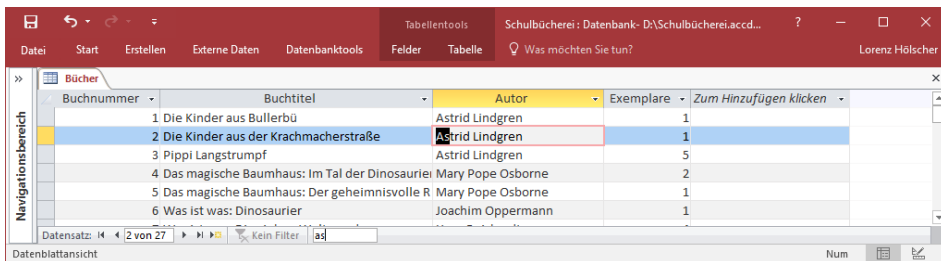 Tabellentools Schulbücherei : Datenbank- D:\Schulbücherei.accd... ?
Datei Start Erstellen Externe Daten Datenbanktools Felder Tabelle Was möchten Sie tun? Lorenz Hölscher
» Bücher ×
Buchnummer Buchtitel Autor Exemplare Zum Hinzufügen klicken
1 Die Kinder aus Bullerbü Astrid Lindgren 1
2 Die Kinder aus der Krachmacherstraße Astrid Lindgren 1
3 Pippi Langstrumpf Astrid Lindgren 5
4 Das magische Baumhaus: Im Tal der Dinosaurier Mary Pope Osborne 2
5 Das magische Baumhaus: Der geheimnisvolle R Mary Pope Osborne 1
6 Was ist was: Dinosaurier Joachim Oppermann 1
Navigationsbereich
Datensatz: 2 von 27 Kein Filter as
Datenblattansicht Num